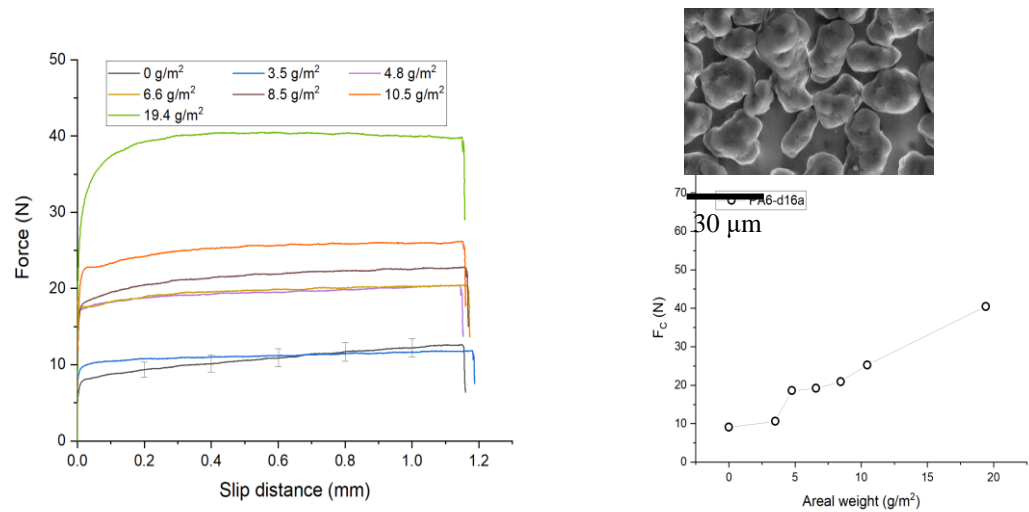 50
40
30
20
10
0
Force (N)
0 g/m²
3.5 g/m²
4.8 g/m²
6.6 g/m²
8.5 g/m²
10.5 g/m²
19.4 g/m²
0.0
0.2
0.4
0.6
0.8
1.0
1.2
Slip distance (mm)
30 µm
A6-d16a
70
60
50
40
30
20
10
0
F_C (N)
0
5
10
15
20
Areal weight (g/m²)